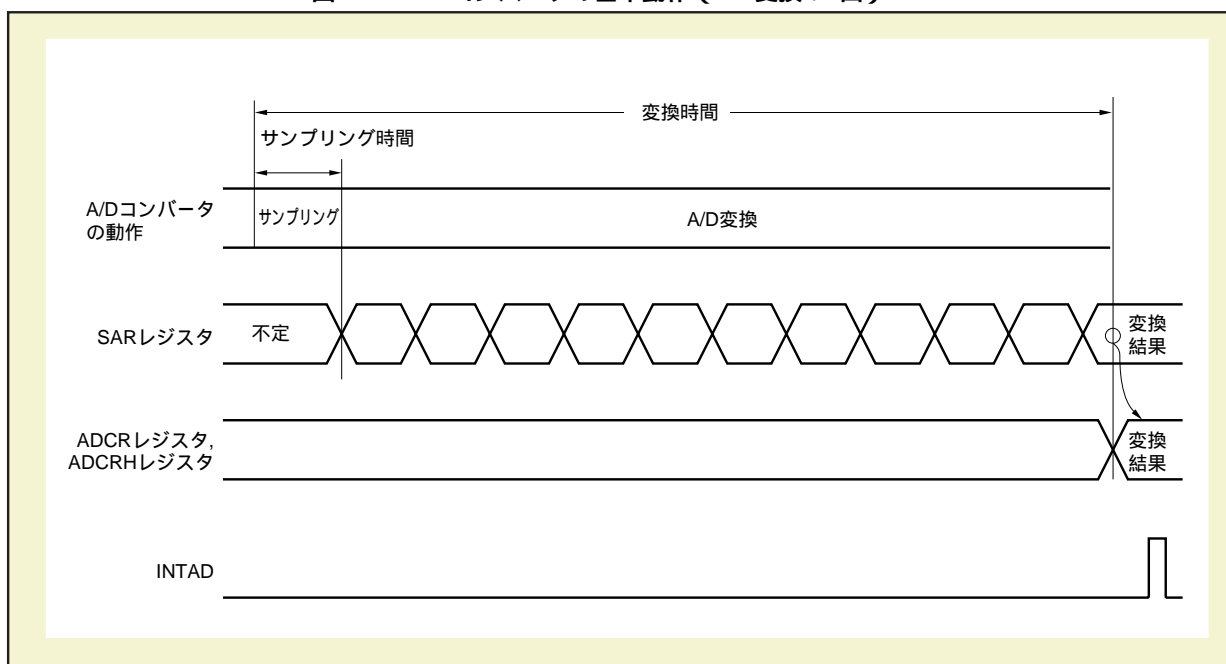 変換時間
サンプリング時間
A/Dコンバータ
の動作
サンプリング
A/D変換
SARレジスタ
不定
変換
結果
ADCRレジスタ,
ADCRHレジスタ
変換
結果
INTAD